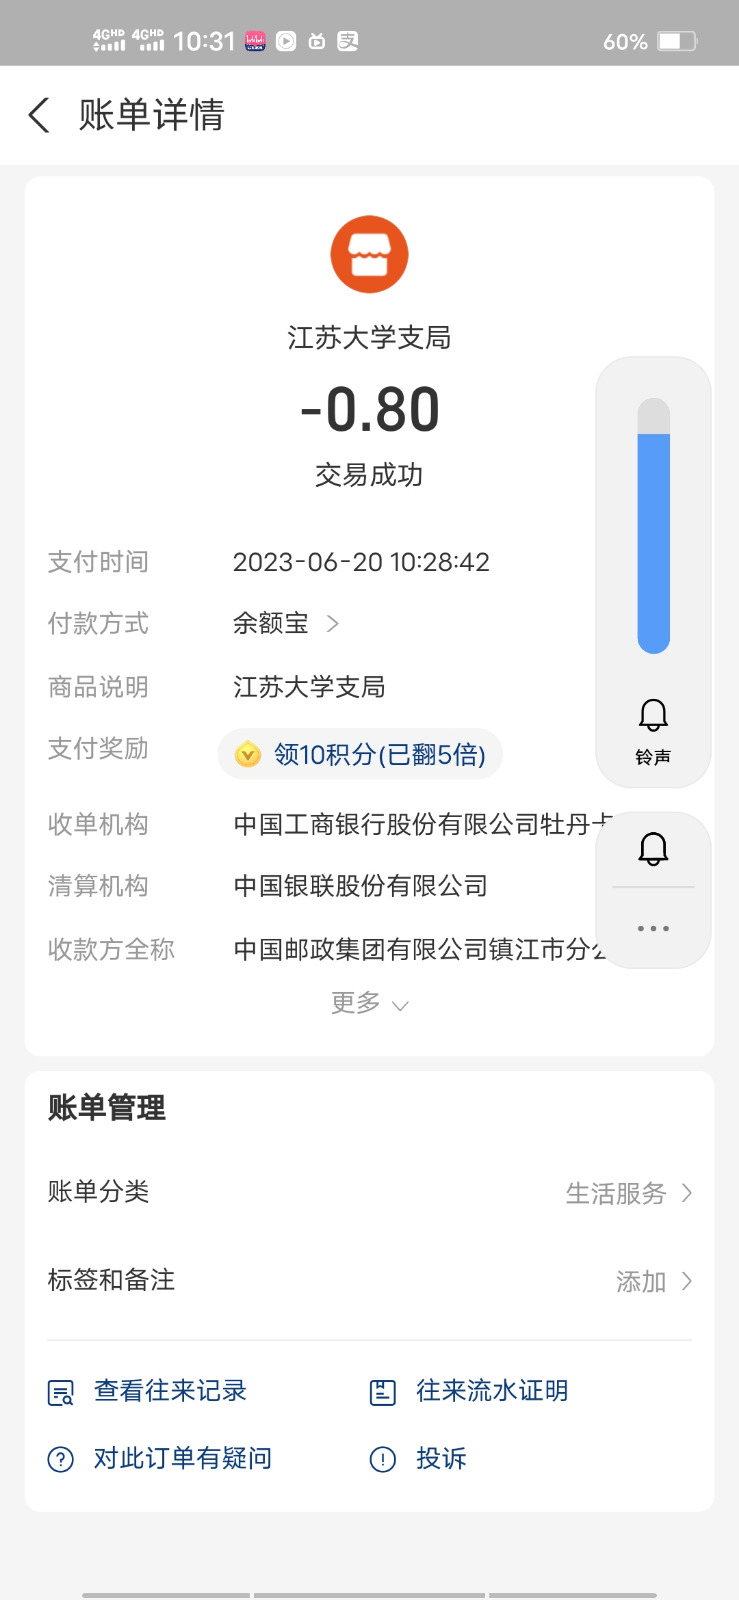 4GHD 4GHD 10:31 60%
账单详情
江苏大学支局
-0.80
交易成功
支付时间 2023-06-20 10:28:42
付款方式 余额宝
商品说明 江苏大学支局
支付奖励 领10积分(已翻5倍)
铃声
收单机构 中国工商银行股份有限公司牡丹卡
清算机构 中国银联股份有限公司
收款方全称 中国邮政集团有限公司镇江市分公
更多
账单管理
账单分类 生活服务
标签和备注 添加
查看往来记录 往来流水证明
对此订单有疑问 投诉